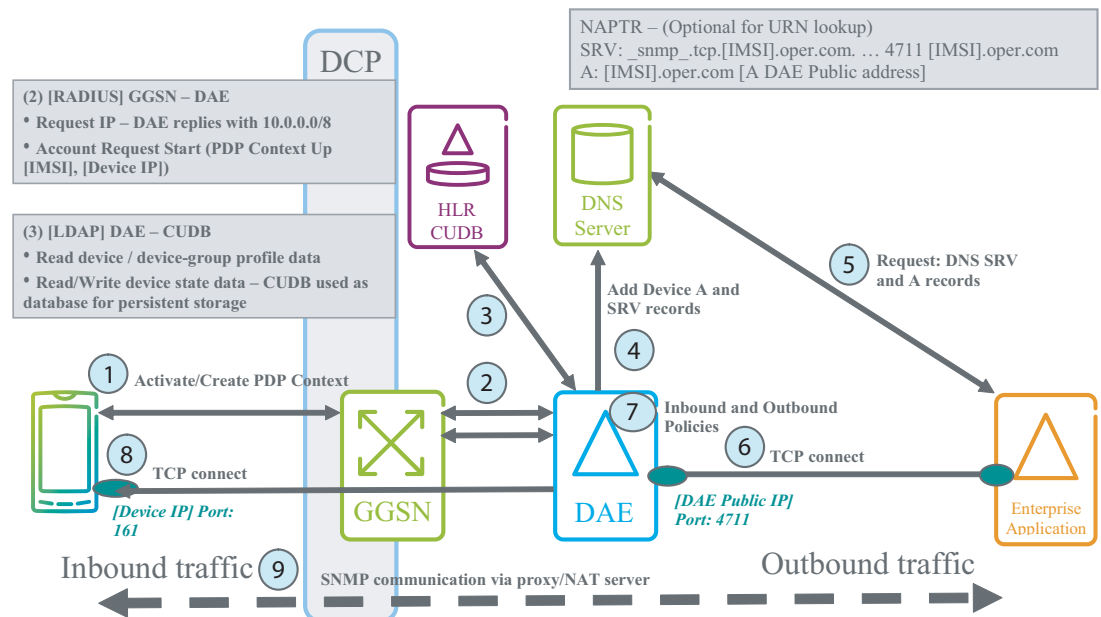 NAPTR – (Optional for URN lookup)
SRV: _snmp_.tcp.[IMSI].oper.com. … 4711 [IMSI].oper.com
A: [IMSI].oper.com [A DAE Public address]
DCP
(2) [RADIUS] GGSN – DAE
• Request IP – DAE replies with 10.0.0.0/8
• Account Request Start (PDP Context Up
[IMSI], [Device IP])
(3) [LDAP] DAE – CUDB
• Read device / device-group profile data
• Read/Write device state data – CUDB used as
database for persistent storage
HLR
CUDB
DNS
Server
5
Request: DNS SRV
and A records
3
Add Device A and
SRV records
4
1
Activate/Create PDP Context
2
7
Inbound and Outbound
Policies
8
TCP connect
6
TCP connect
GGSN
DAE
[Device IP] Port:
161
[DAE Public IP]
Port: 4711
Enterprise
Application
Inbound traffic
9
SNMP communication via proxy/NAT server
Outbound traffic